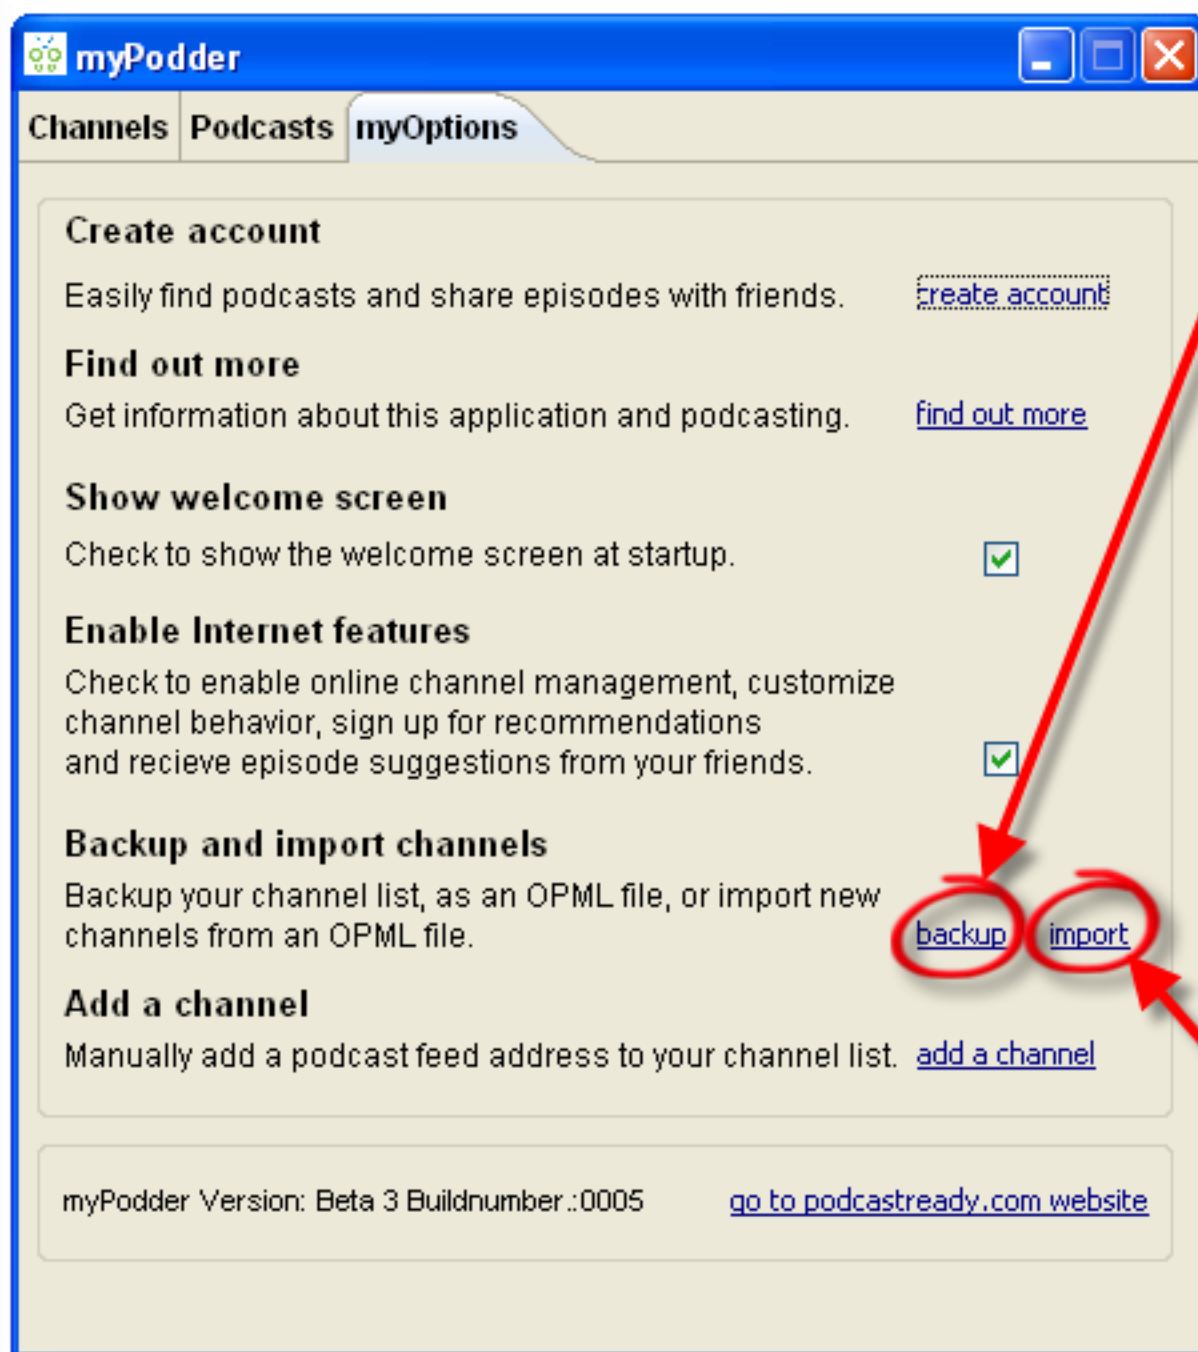 myPodder
Channels Podcasts myOptions
Create account
Easily find podcasts and share episodes with friends. create account
Find out more
Get information about this application and podcasting. find out more
Show welcome screen
Check to show the welcome screen at startup.
Enable Internet features
Check to enable online channel management, customize
channel behavior, sign up for recommendations
and recieve episode suggestions from your friends.
Backup and import channels
Backup your channel list, as an OPML file, or import new
channels from an OPML file. backup import
Add a channel
Manually add a podcast feed address to your channel list. add a channel
myPodder Version: Beta 3 Buildnumber.:0005 go to podcastready.com website